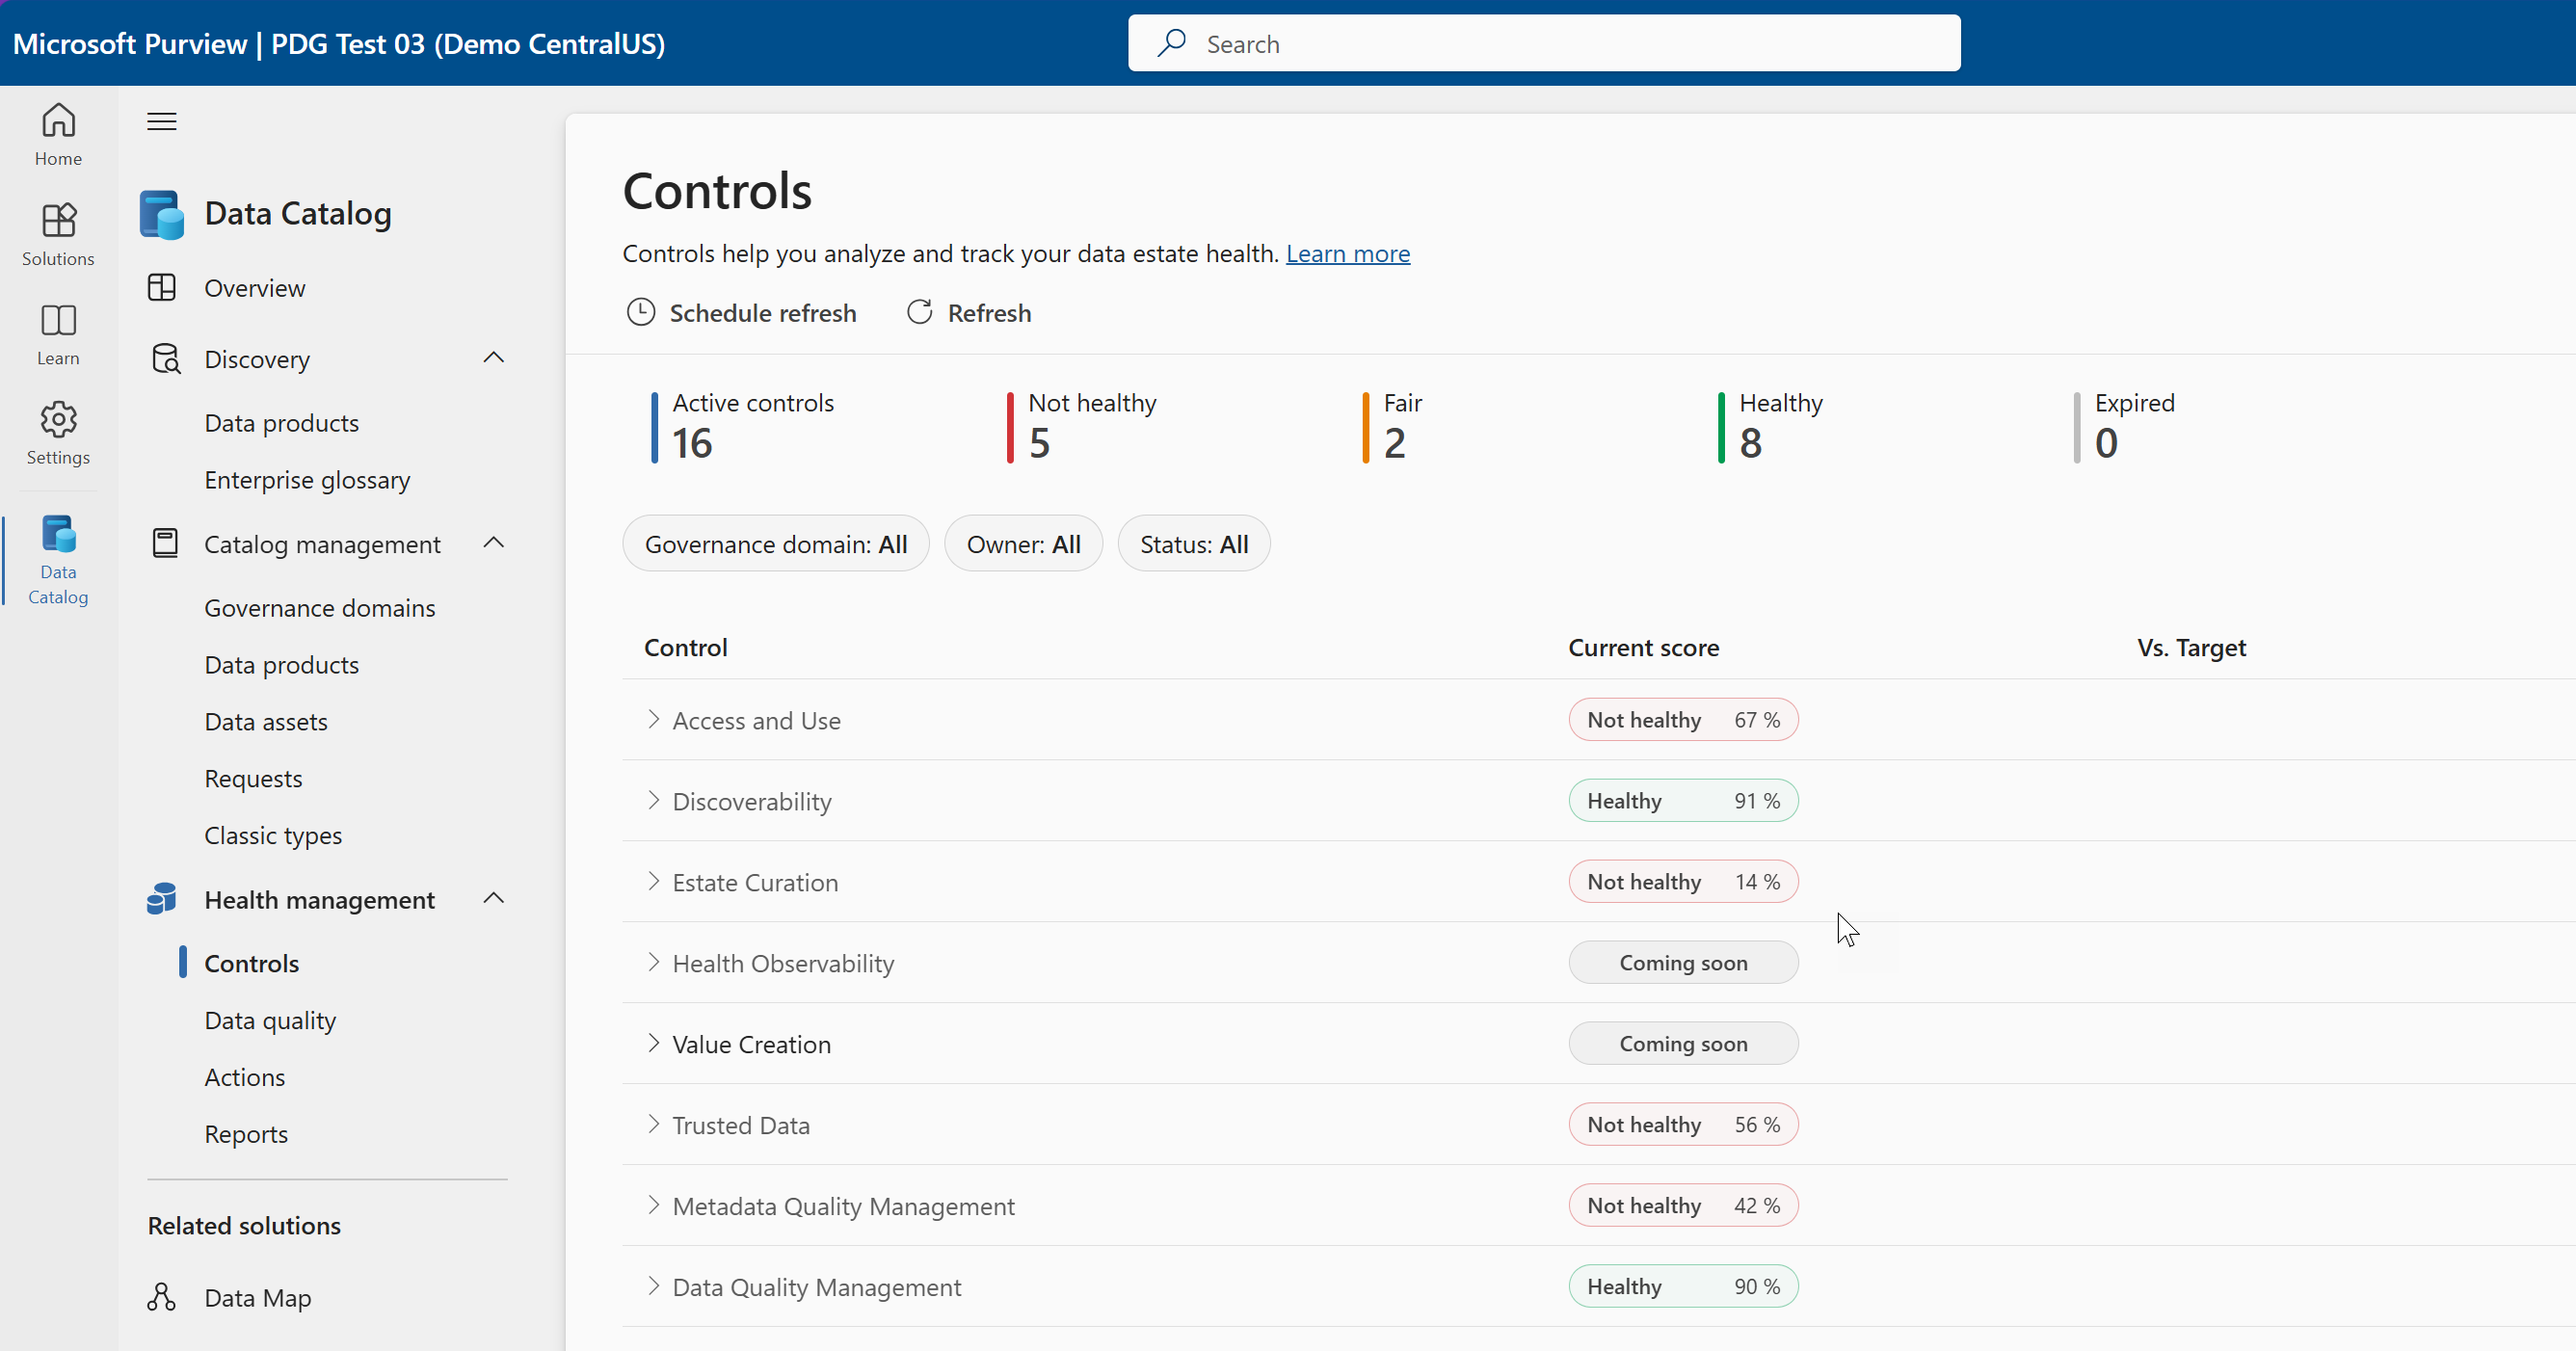 Microsoft Purview | PDG Test 03 (Demo CentralUS)
Search
Home
Solutions
Learn
Settings
Data
Catalog
Data Catalog
Overview
Discovery
Data products
Enterprise glossary
Catalog management
Governance domains
Data products
Data assets
Requests
Classic types
Health management
Controls
Data quality
Actions
Reports
Related solutions
Data Map
Controls
Controls help you analyze and track your data estate health. Learn more
Schedule refresh Refresh
Active controls Not healthy Fair Healthy Expired
16 5 2 8 0
Governance domain: All Owner: All Status: All
Control Current score Vs. Target
Access and Use Not healthy 67 %
Discoverability Healthy 91 %
Estate Curation Not healthy 14 %
Health Observability Coming soon
Value Creation Coming soon
Trusted Data Not healthy 56 %
Metadata Quality Management Not healthy 42 %
Data Quality Management Healthy 90 %